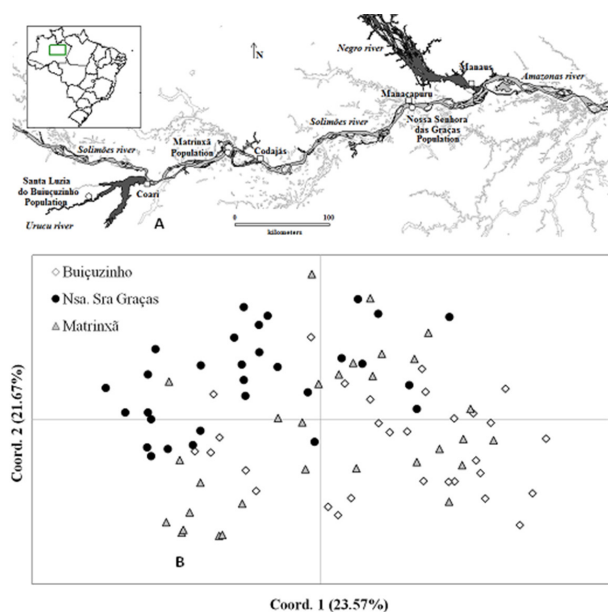 Negro river
N
Manaus
Amazonas river
Manacapuru
Solimões river
Nossa Senhora
das Graças
Population
Matrinxã
Population
Codajás
Solimões river
Santa Luzia
do Buiuçuzinho
Population
Coari
Urucu river
A
0
100
kilometers
Buiçuzinho
Nsa. Sra Graças
Matrinxã
Coord. 2 (21.67%)
B
Coord. 1 (23.57%)